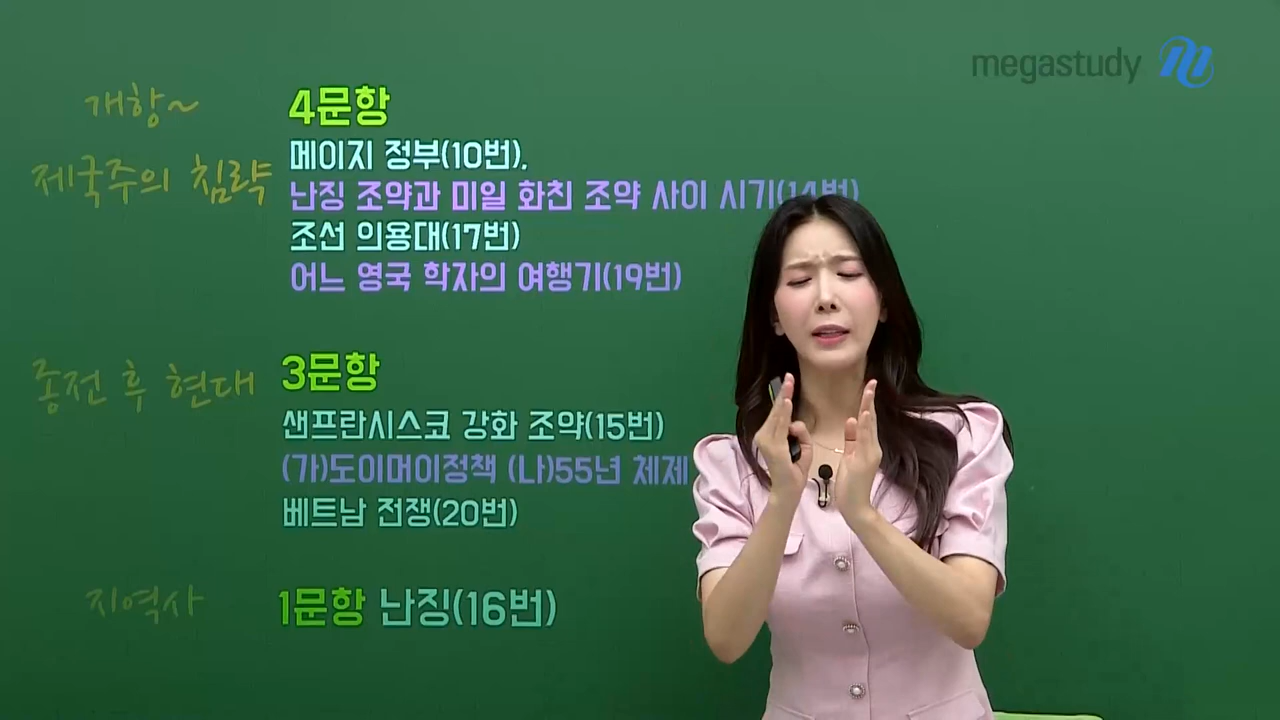 megastudy
개항~
제국주의 침략
4문항
메이지 정부(10번),
난징 조약과 미일 화친 조약 사이 시기(14번)
조선 의용대(17번)
어느 영국 학자의 여행기(19번)
종전 후 현대
3문항
샌프란시스코 강화 조약(15번)
(가)도이머이정책 (나)55년 체제
베트남 전쟁(20번)
지역사
1문항 난징(16번)